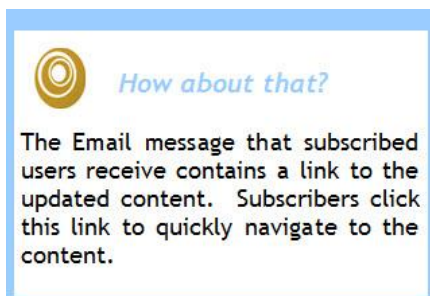 How about that?
The Email message that subscribed
users receive contains a link to the
updated content.  Subscribers click
this link to quickly navigate to the
content.